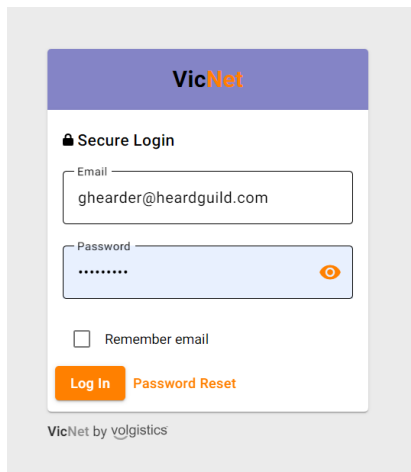 VicNet
Secure Login
Email
ghearder@heardguild.com
Password
•••••••••
Remember email
Log In Password Reset
VicNet by volgistics